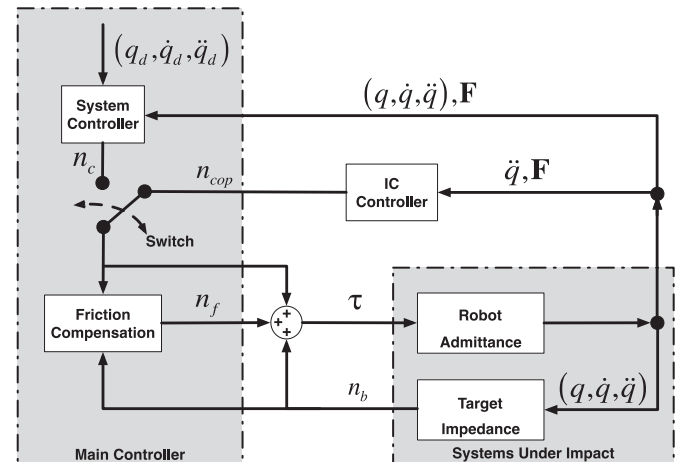 (q_d, q̇_d, q̈_d)
System
Controller
(q, q̇, q̈), F
n_c
n_cop
IC
Controller
q̈, F
Switch
Friction
Compensation
n_f
+
+
+
τ
Robot
Admittance
n_b
Target
Impedance
(q, q̇, q̈)
Main Controller
Systems Under Impact